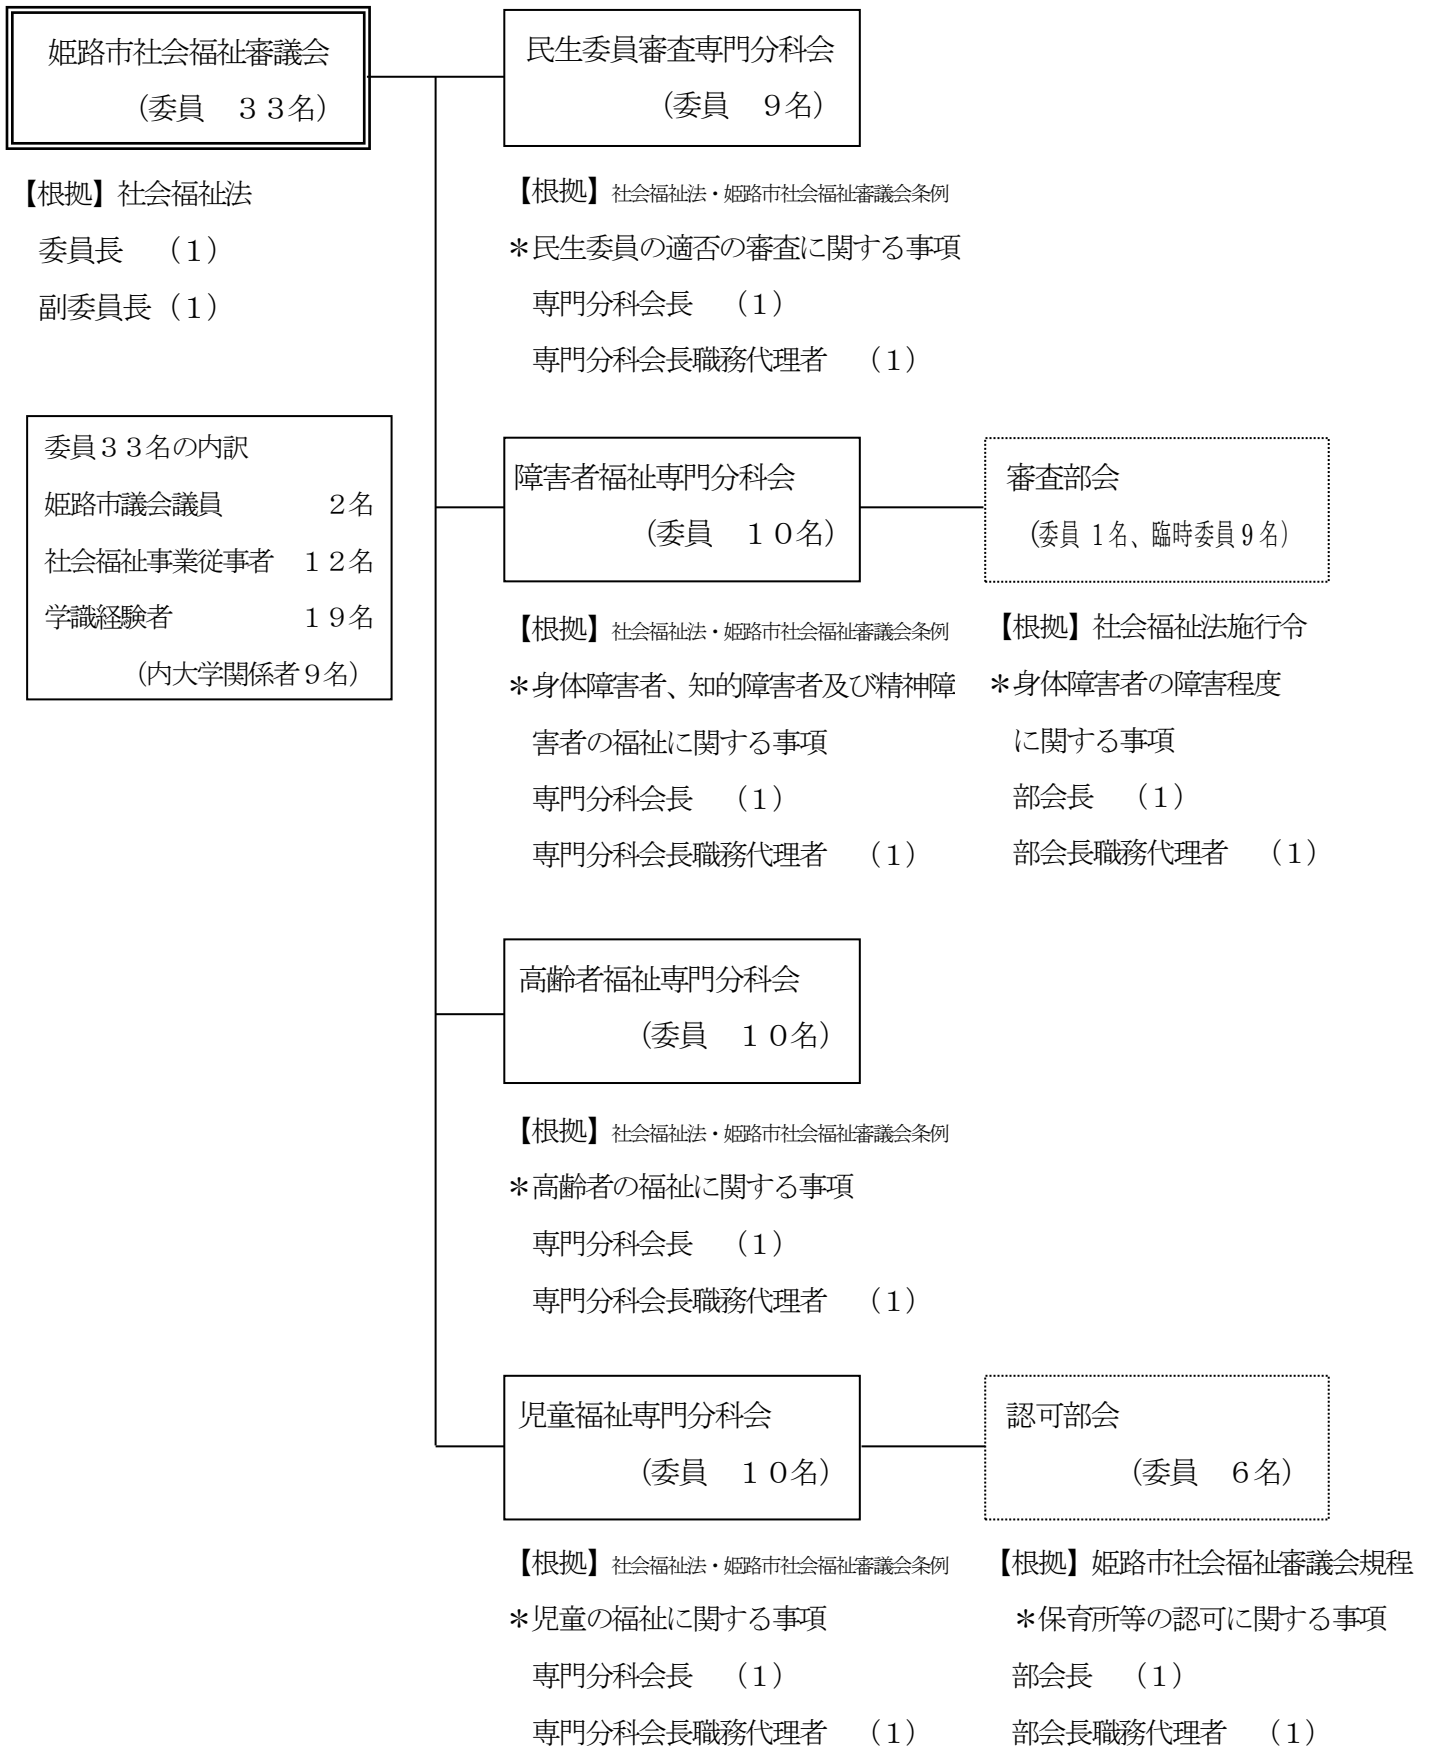 姫路市社会福祉審議会
（委員　３３名）
【根拠】社会福祉法
委員長　（１）
副委員長（１）
委員３３名の内訳
姫路市議会議員　２名
社会福祉事業従事者　１２名
学識経験者　１９名
（内大学関係者９名）
民生委員審査専門分科会
（委員　９名）
【根拠】社会福祉法・姫路市社会福祉審議会条例
＊民生委員の適否の審査に関する事項
専門分科会長　（１）
専門分科会長職務代理者　（１）
障害者福祉専門分科会
（委員　１０名）
【根拠】社会福祉法・姫路市社会福祉審議会条例
＊身体障害者、知的障害者及び精神障
害者の福祉に関する事項
専門分科会長　（１）
専門分科会長職務代理者　（１）
審査部会
（委員 1名、臨時委員9名）
【根拠】社会福祉法施行令
＊身体障害者の障害程度
に関する事項
部会長　（１）
部会長職務代理者　（１）
高齢者福祉専門分科会
（委員　１０名）
【根拠】社会福祉法・姫路市社会福祉審議会条例
＊高齢者の福祉に関する事項
専門分科会長　（１）
専門分科会長職務代理者　（１）
児童福祉専門分科会
（委員　１０名）
【根拠】社会福祉法・姫路市社会福祉審議会条例
＊児童の福祉に関する事項
専門分科会長　（１）
専門分科会長職務代理者　（１）
認可部会
（委員　６名）
【根拠】姫路市社会福祉審議会規程
＊保育所等の認可に関する事項
部会長　（１）
部会長職務代理者　（１）